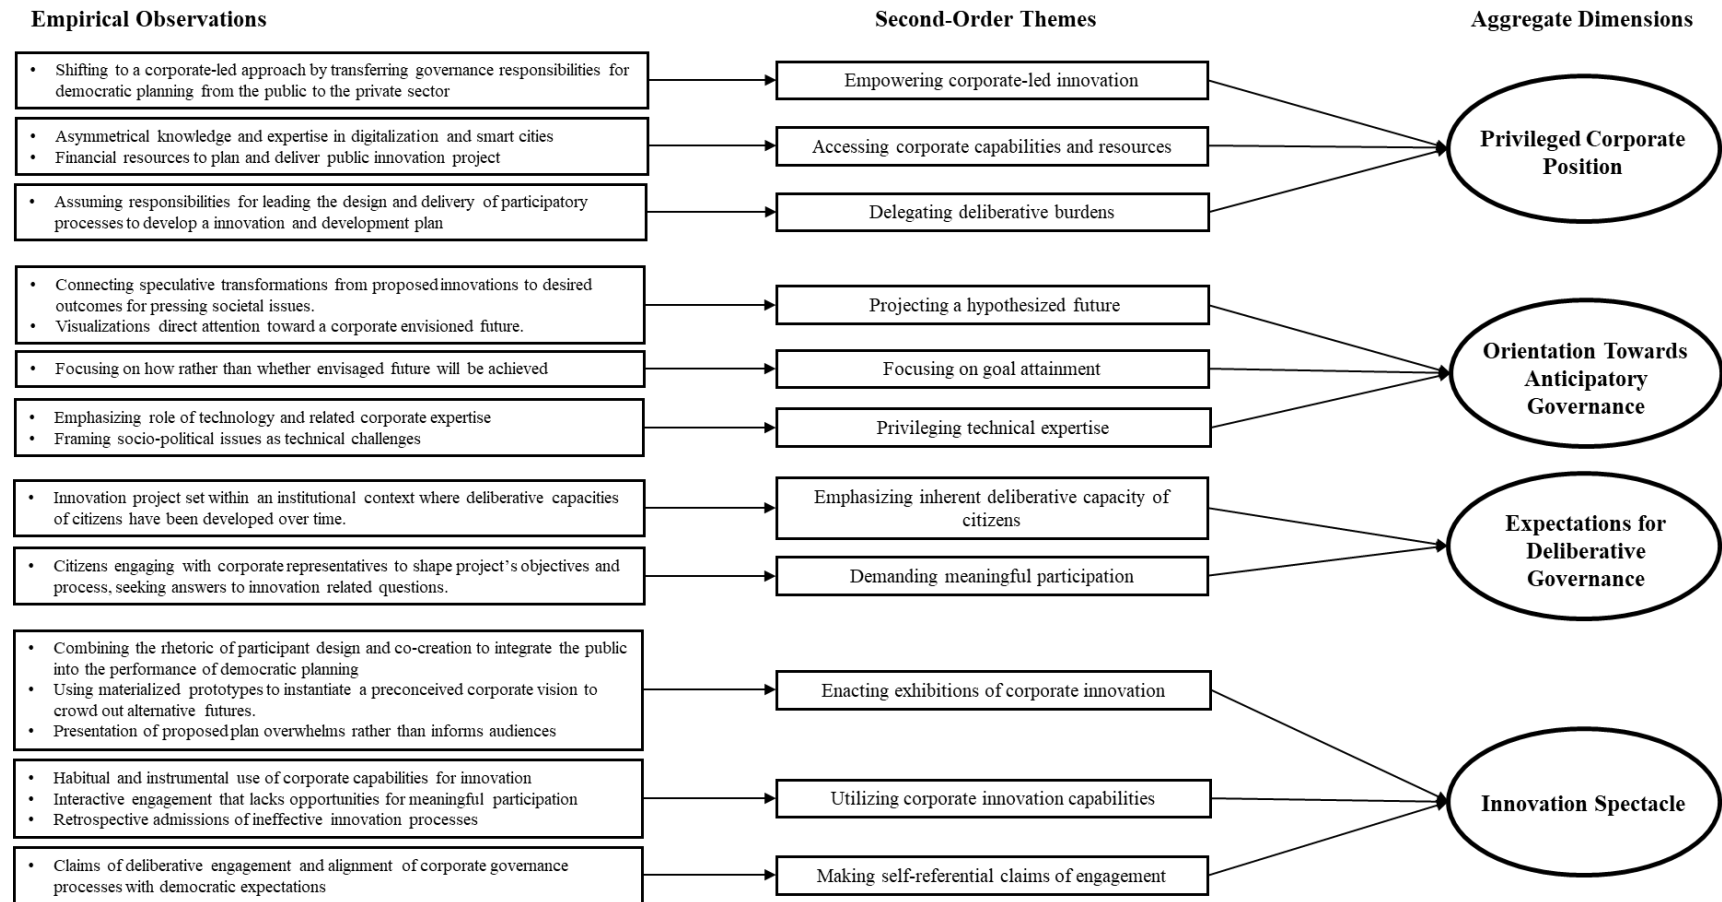 Empirical Observations
Second-Order Themes
Aggregate Dimensions
• Shifting to a corporate-led approach by transferring governance responsibilities for
democratic planning from the public to the private sector
Empowering corporate-led innovation
• Asymmetrical knowledge and expertise in digitalization and smart cities
• Financial resources to plan and deliver public innovation project
Accessing corporate capabilities and resources
• Assuming responsibilities for leading the design and delivery of participatory
processes to develop a innovation and development plan
Delegating deliberative burdens
Privileged Corporate
Position
• Connecting speculative transformations from proposed innovations to desired
outcomes for pressing societal issues.
• Visualizations direct attention toward a corporate envisioned future.
Projecting a hypothesized future
• Focusing on how rather than whether envisaged future will be achieved
Focusing on goal attainment
• Emphasizing role of technology and related corporate expertise
• Framing socio-political issues as technical challenges
Privileging technical expertise
Orientation Towards
Anticipatory
Governance
• Innovation project set within an institutional context where deliberative capacities
of citizens have been developed over time.
Emphasizing inherent deliberative capacity of
citizens
• Citizens engaging with corporate representatives to shape project's objectives and
process, seeking answers to innovation related questions.
Demanding meaningful participation
Expectations for
Deliberative
Governance
• Combining the rhetoric of participant design and co-creation to integrate the public
into the performance of democratic planning
• Using materialized prototypes to instantiate a preconceived corporate vision to
crowd out alternative futures.
• Presentation of proposed plan overwhelms rather than informs audiences
Enacting exhibitions of corporate innovation
• Habitual and instrumental use of corporate capabilities for innovation
• Interactive engagement that lacks opportunities for meaningful participation
• Retrospective admissions of ineffective innovation processes
Utilizing corporate innovation capabilities
• Claims of deliberative engagement and alignment of corporate governance
processes with democratic expectations
Making self-referential claims of engagement
Innovation Spectacle